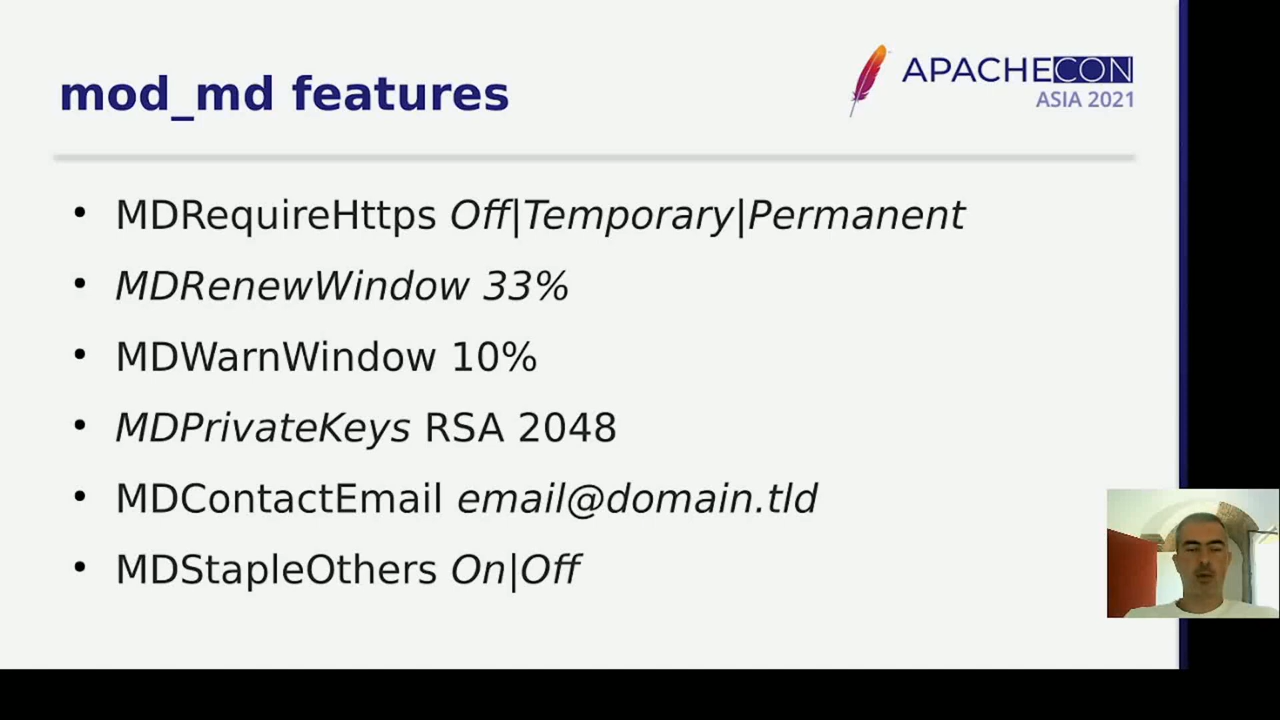 mod_md features
APACHECON
ASIA 2021
• MDRequireHttps Off|Temporary|Permanent
• MDRenewWindow 33%
• MDWarnWindow 10%
• MDPrivateKeys RSA 2048
• MDContactEmail email@domain.tld
• MDStapleOthers On|Off